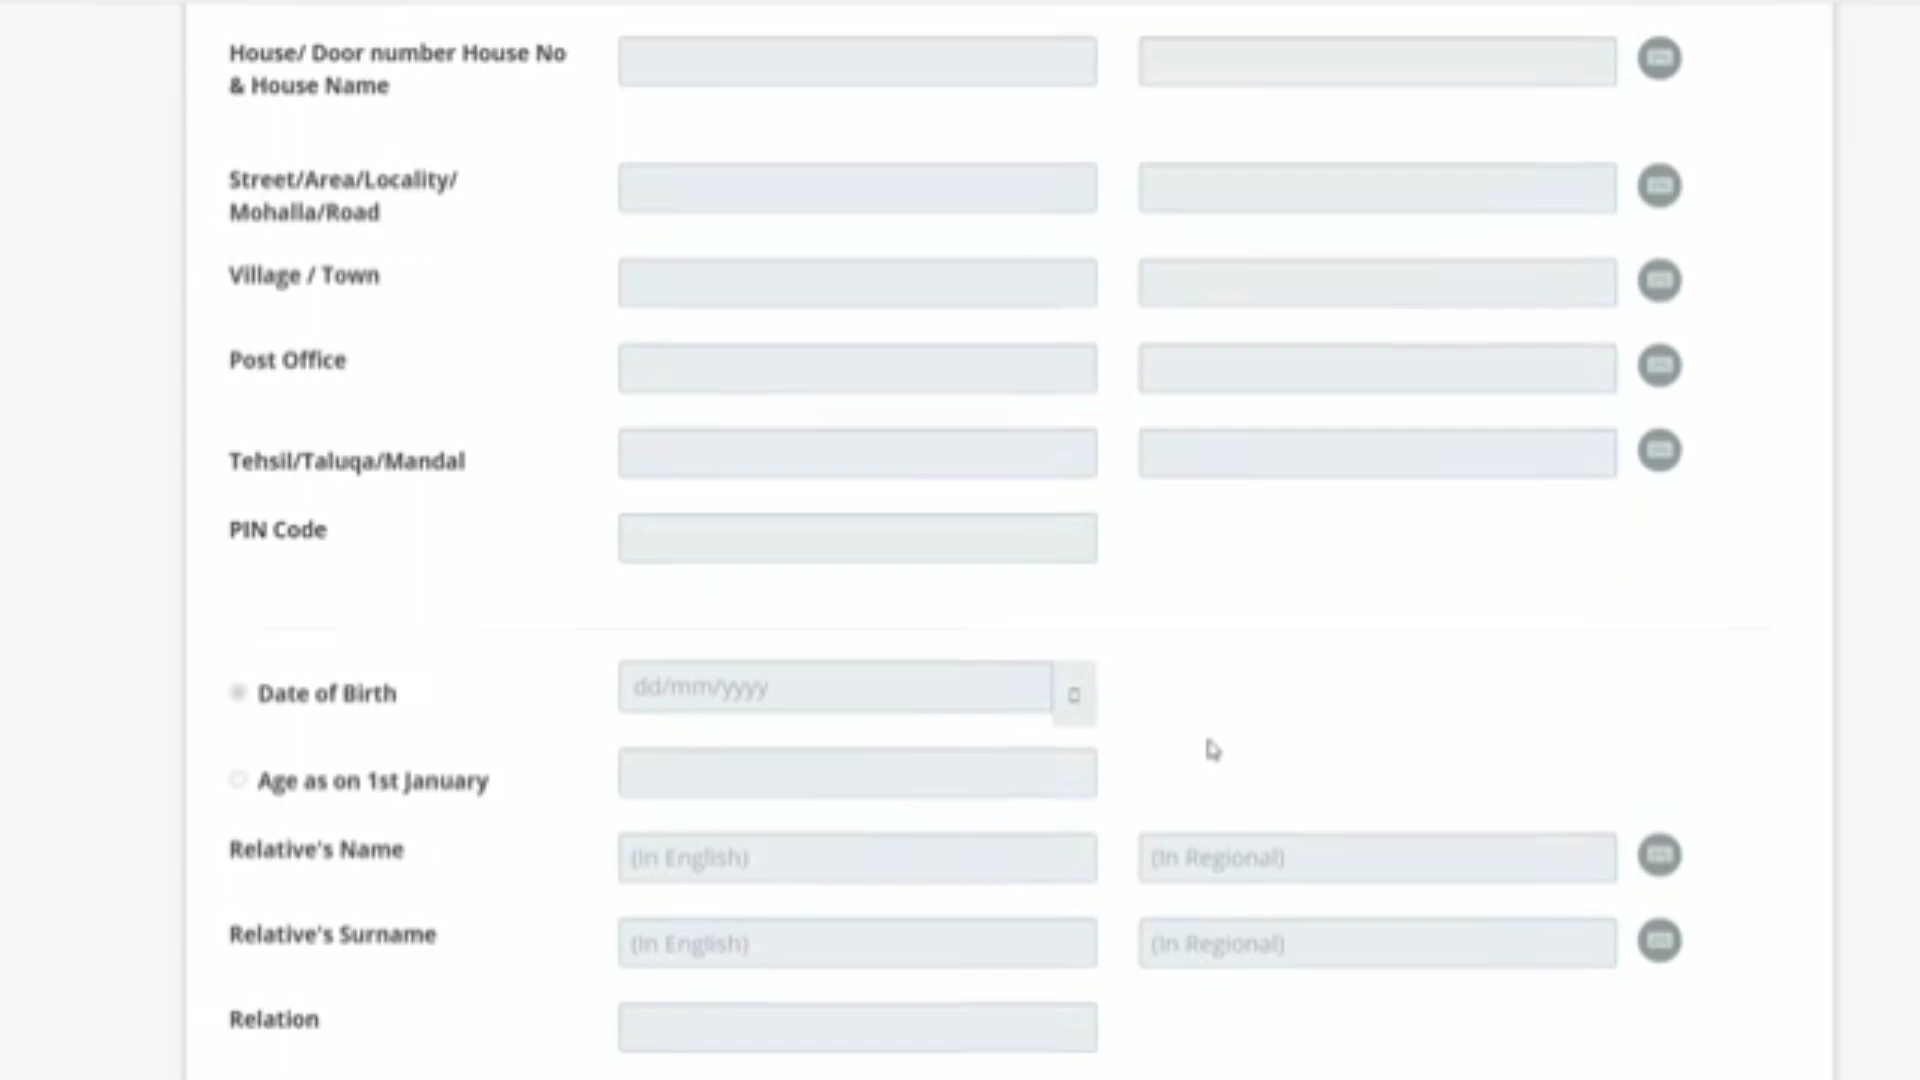 House/ Door number House No
& House Name
Street/Area/Locality/
Mohalla/Road
Village / Town
Post Office
Tehsil/Taluqa/Mandal
PIN Code
Date of Birth
dd/mm/yyyy
Age as on 1st January
Relative's Name
(In English)
(In Regional)
Relative's Surname
(In English)
(In Regional)
Relation